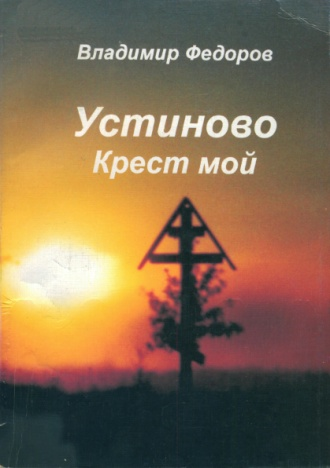 Владимир Федоров
Устиново
Крест мой